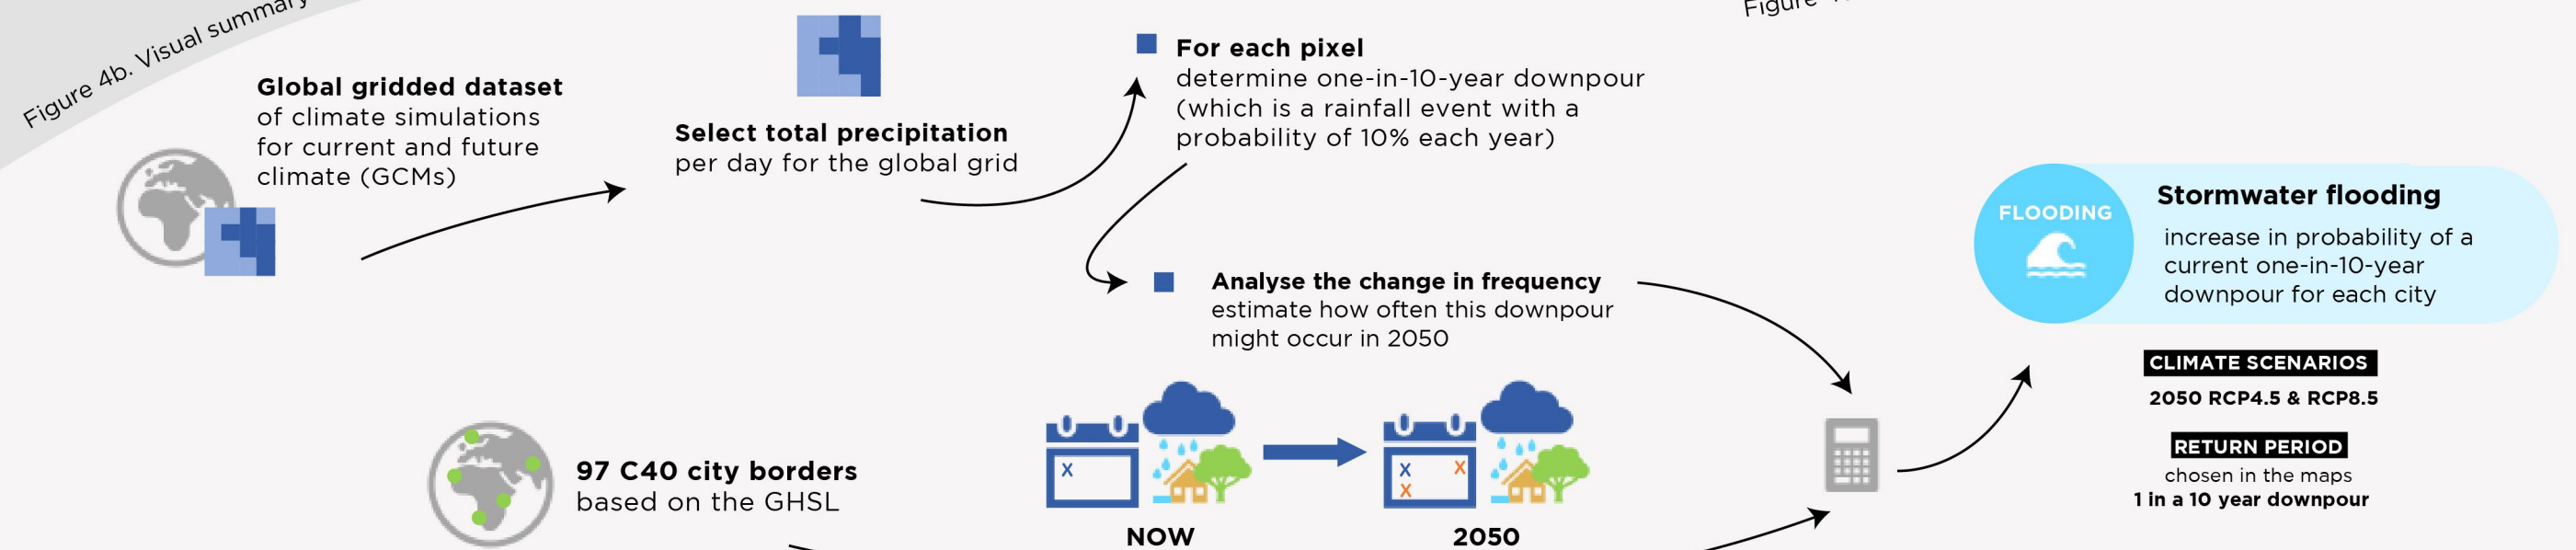 Figure 4b. Visual summary
Figure
Global gridded dataset
of climate simulations
for current and future
climate (GCMs)
Select total precipitation
per day for the global grid
For each pixel
determine one-in-10-year downpour
(which is a rainfall event with a
probability of 10% each year)
Analyse the change in frequency
estimate how often this downpour
might occur in 2050
FLOODING
Stormwater flooding
increase in probability of a
current one-in-10-year
downpour for each city
CLIMATE SCENARIOS
2050 RCP4.5 & RCP8.5
RETURN PERIOD
chosen in the maps
1 in a 10 year downpour
97 C40 city borders
based on the GHSL
X
X X
X
NOW
2050